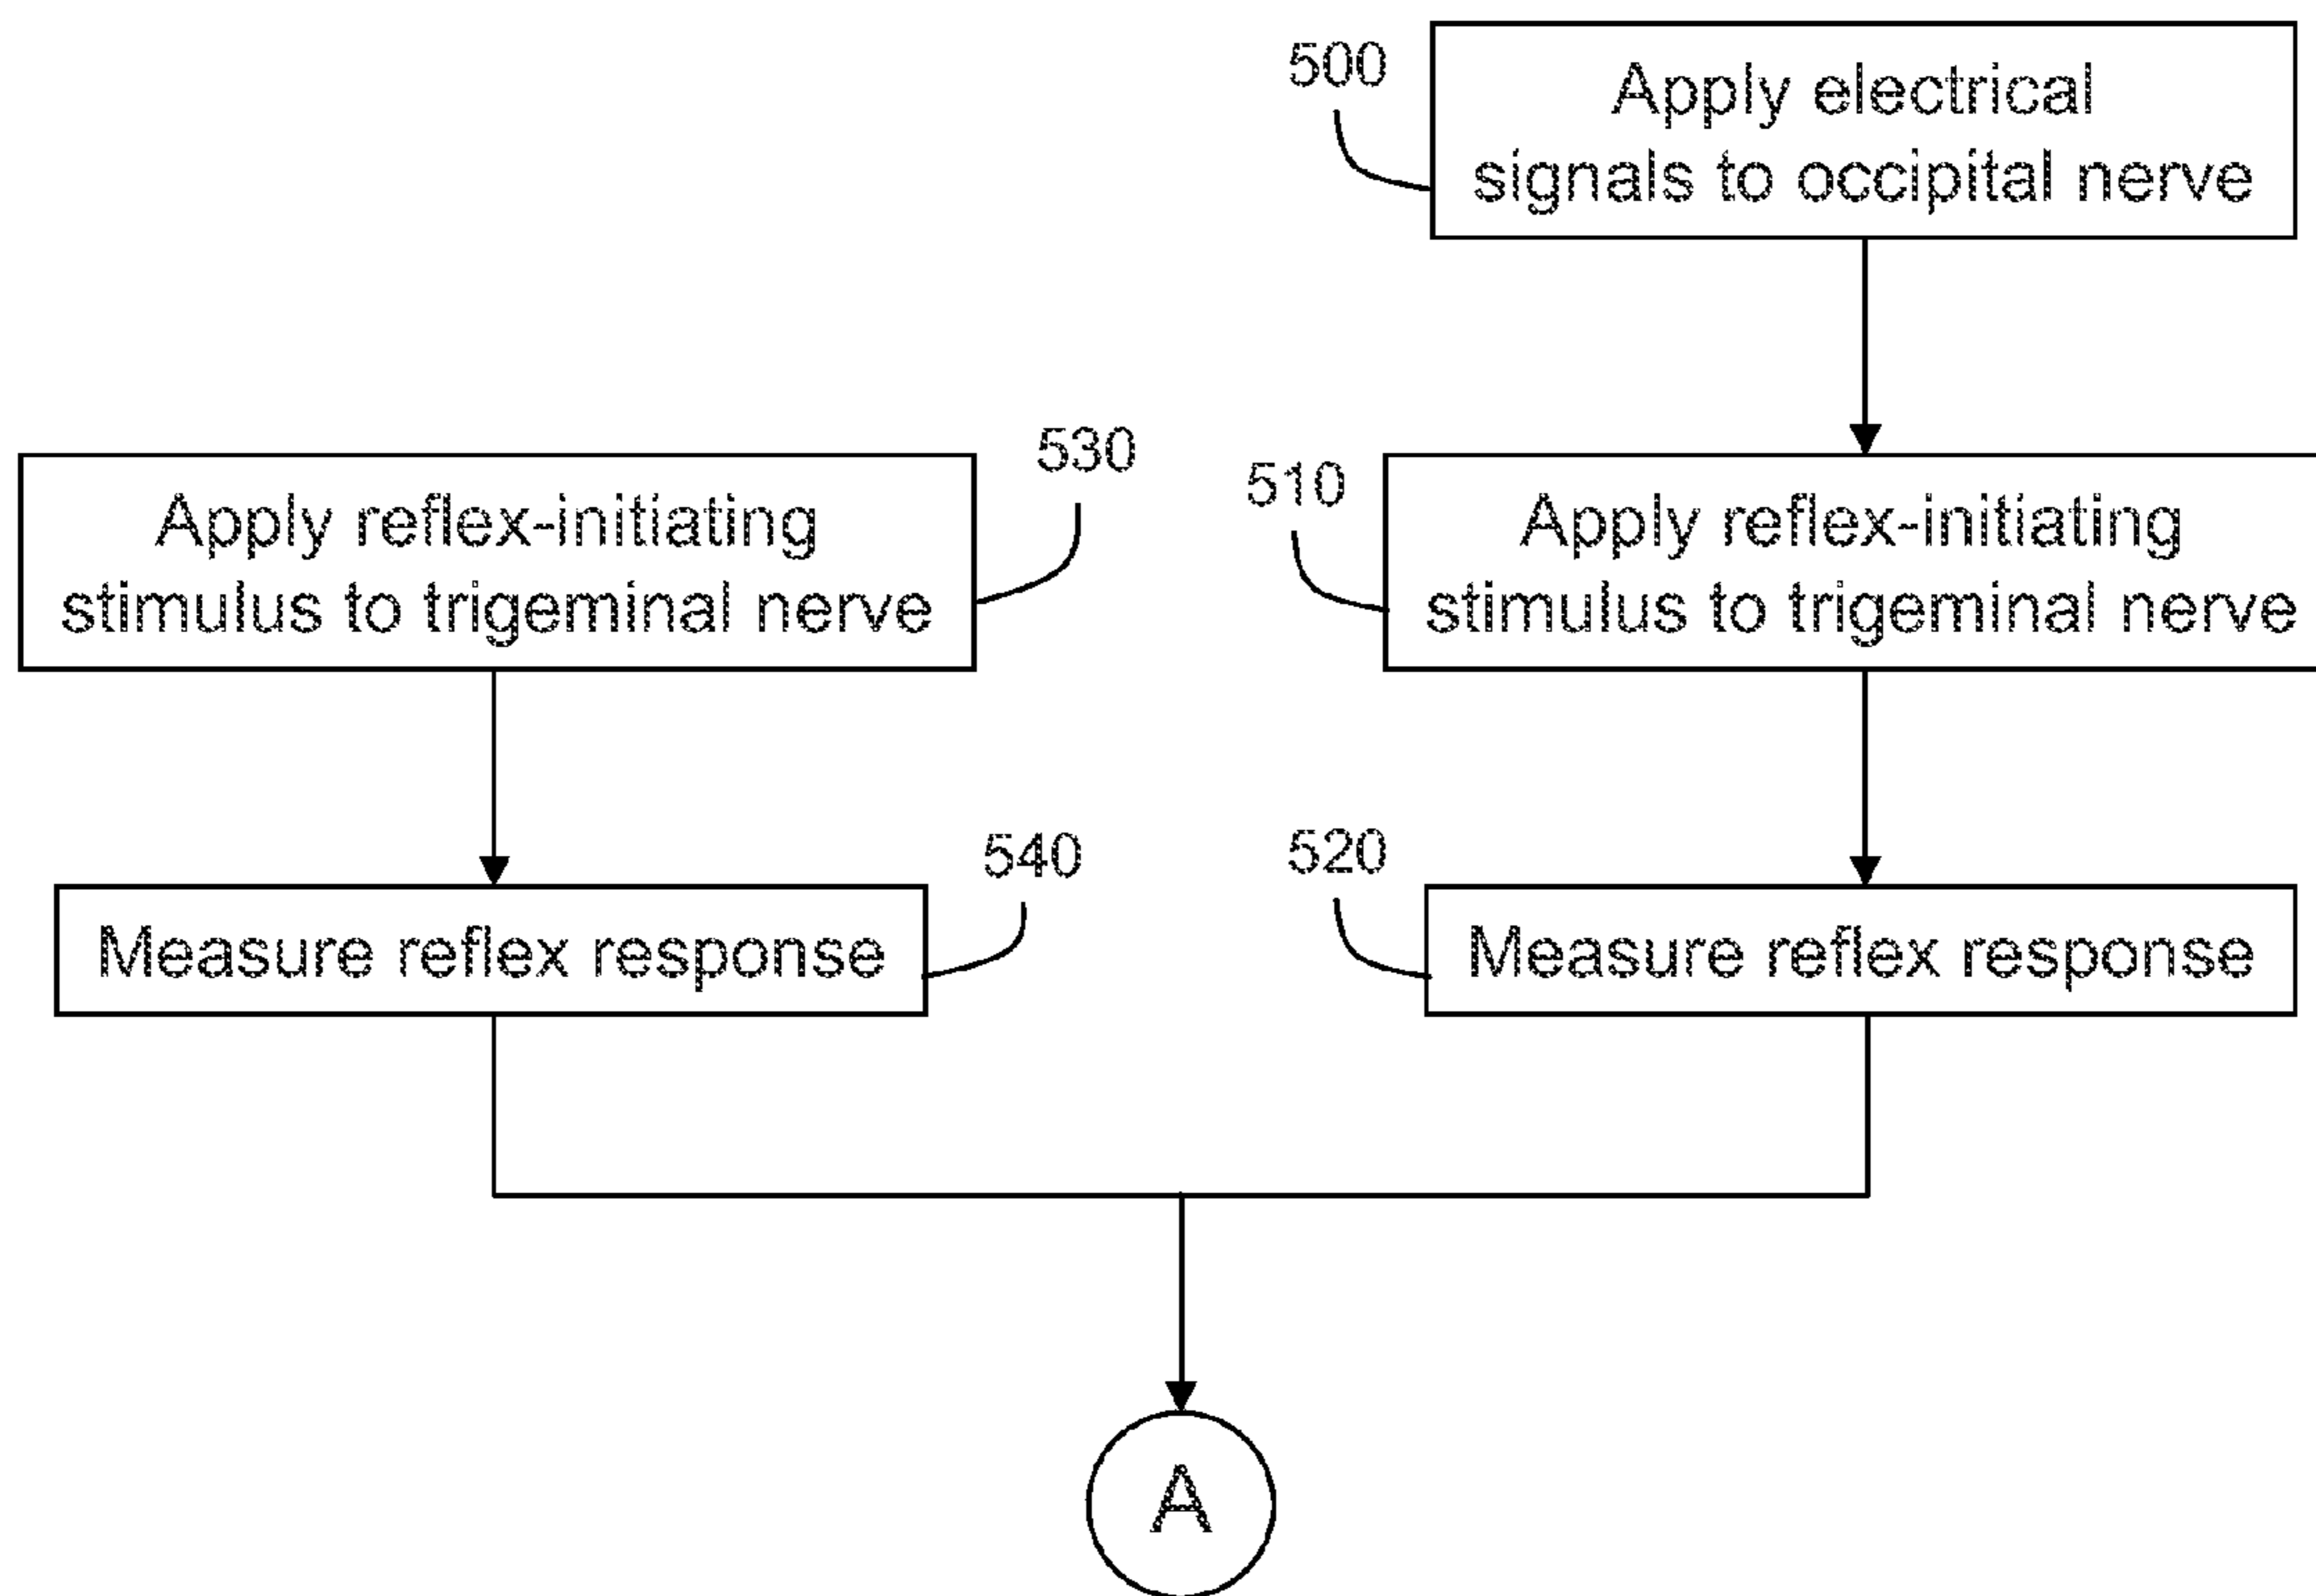 500
Apply electrical
signals to occipital nerve
530
Apply reflex-initiating
stimulus to trigeminal nerve
510
Apply reflex-initiating
stimulus to trigeminal nerve
540
Measure reflex response
520
Measure reflex response
A